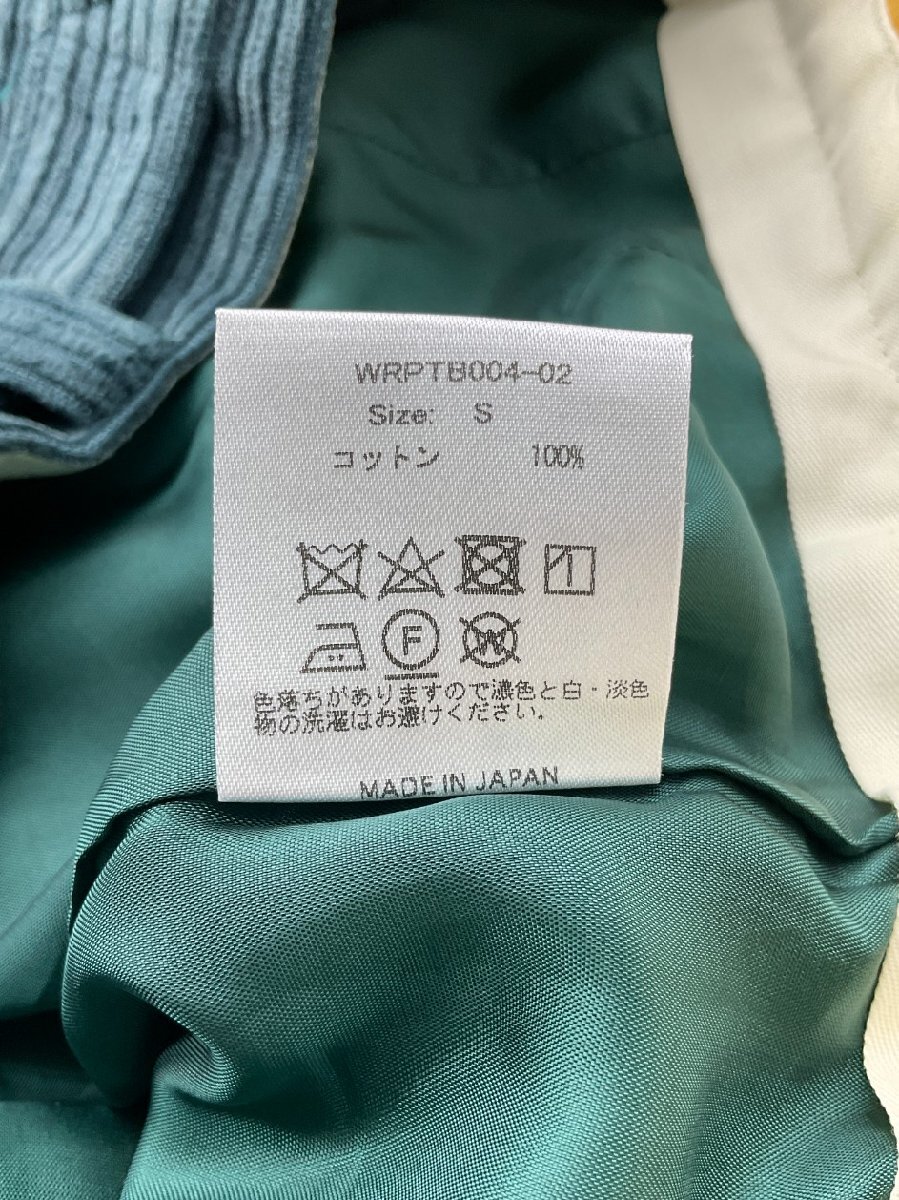 WRPTB004-02
Size: S
コットン 100%
F
W
色落ちがありますので濃色と白・淡色
物の洗濯はお避けください.
MADE IN JAPAN